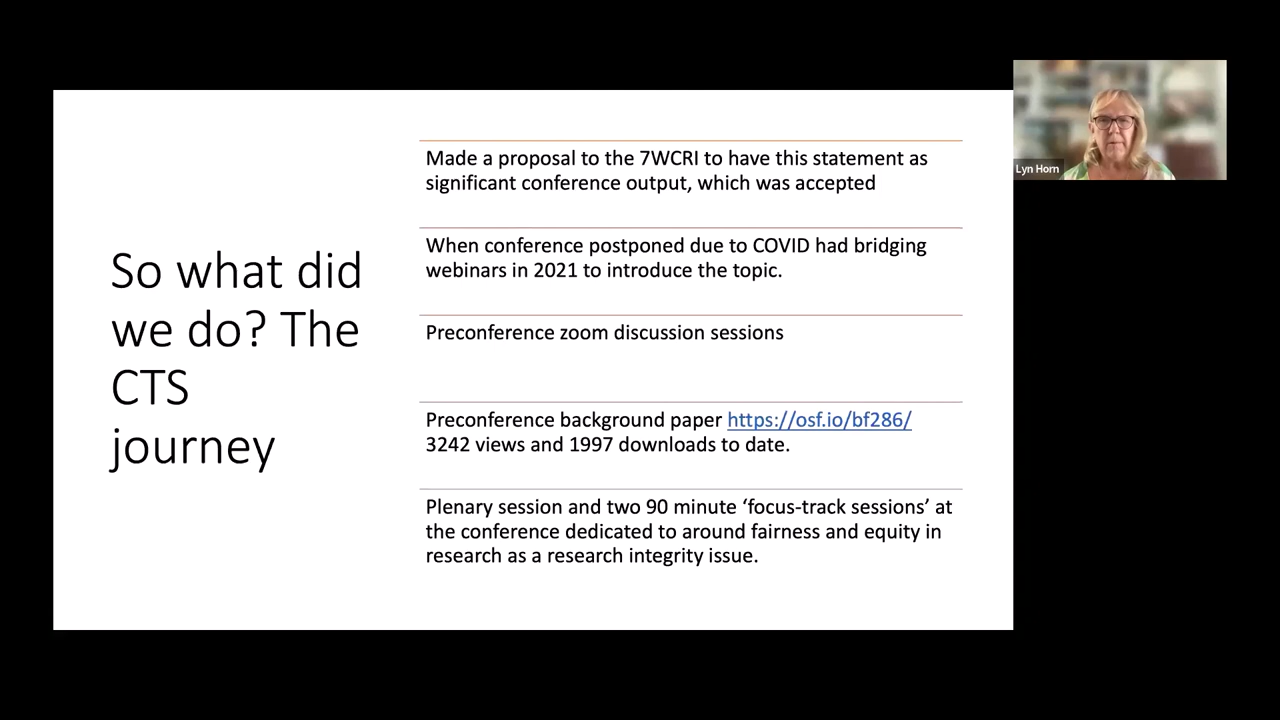 So what did
we do? The
CTS
journey
Made a proposal to the 7WCRI to have this statement as
significant conference output, which was accepted
When conference postponed due to COVID had bridging
webinars in 2021 to introduce the topic.
Preconference zoom discussion sessions
Preconference background paper https://osf.io/bf286/
3242 views and 1997 downloads to date.
Plenary session and two 90 minute ‘focus-track sessions’ at
the conference dedicated to around fairness and equity in
research as a research integrity issue.
Lyn Horn